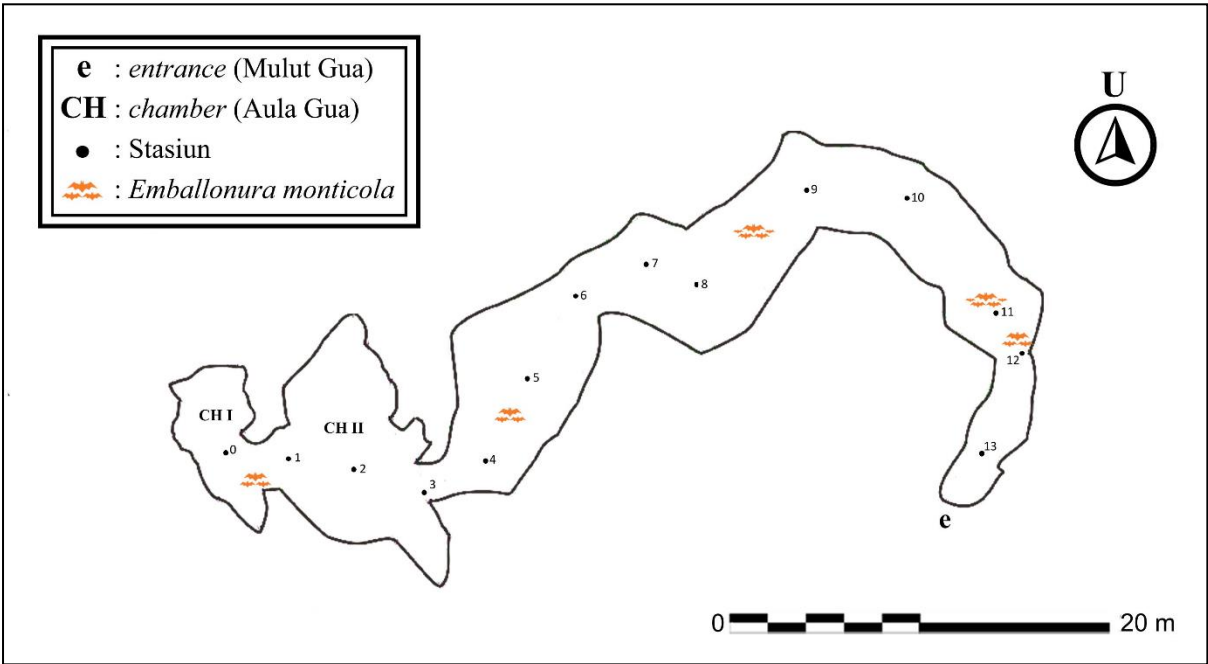 e : entrance (Mulut Gua)
CH : chamber (Aula Gua)
: Stasiun
: Emballonura monticola
U
9
10
7
8
6
11
12
5
CH I
CH II
0
1
2
4
3
13
e
0
20 m